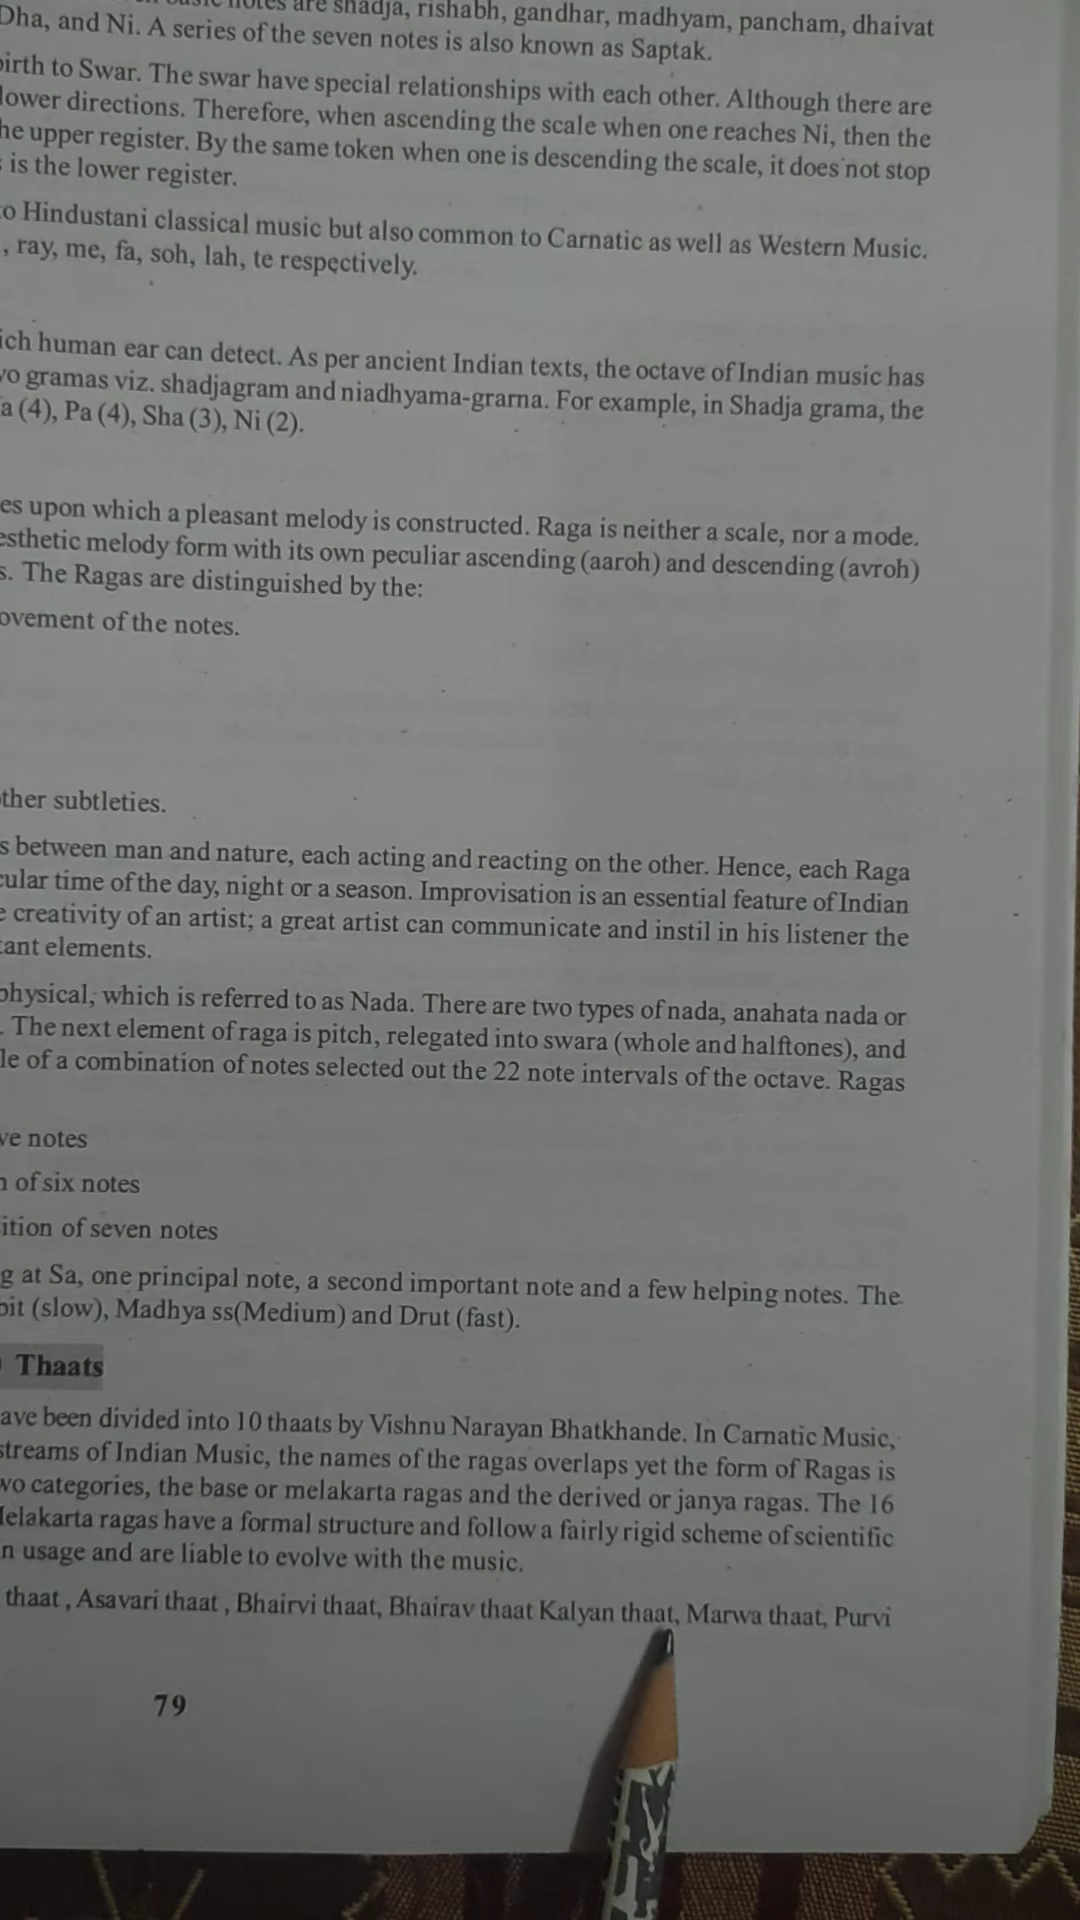 notes are shadja, rishabh, gandhar, madhyam, pancham, dhaivat
Dha, and Ni. A series of the seven notes is also known as Saptak.
birth to Swar. The swar have special relationships with each other. Although there are
lower directions. Therefore, when ascending the scale when one reaches Ni, then the
he upper register. By the same token when one is descending the scale, it does not stop
is the lower register.
to Hindustani classical music but also common to Carnatic as well as Western Music.
, ray, me, fa, soh, lah, te respectively.
ich human ear can detect. As per ancient Indian texts, the octave of Indian music has
wo gramas viz. shadjagram and niadhyama-grarna. For example, in Shadja grama, the
a (4), Pa (4), Sha (3), Ni (2).
es upon which a pleasant melody is constructed. Raga is neither a scale, nor a mode.
esthetic melody form with its own peculiar ascending (aaroh) and descending (avroh)
s. The Ragas are distinguished by the:
ovement of the notes.
other subtleties.
s between man and nature, each acting and reacting on the other. Hence, each Raga
cular time of the day, night or a season. Improvisation is an essential feature of Indian
e creativity of an artist; a great artist can communicate and instil in his listener the
tant elements.
physical, which is referred to as Nada. There are two types of nada, anahata nada or
. The next element of raga is pitch, relegated into swara (whole and halftones), and
le of a combination of notes selected out the 22 note intervals of the octave. Ragas
ve notes
n of six notes
ition of seven notes
g at Sa, one principal note, a second important note and a few helping notes. The
bit (slow), Madhya ss(Medium) and Drut (fast).
Thaats
ave been divided into 10 thaats by Vishnu Narayan Bhatkhande. In Carnatic Music,
streams of Indian Music, the names of the ragas overlaps yet the form of Ragas is
wo categories, the base or melakarta ragas and the derived or janya ragas. The 16
Melakarta ragas have a formal structure and follow a fairly rigid scheme of scientific
n usage and are liable to evolve with the music.
thaat , Asavari thaat , Bhairvi thaat, Bhairav thaat Kalyan thaat, Marwa thaat, Purvi
79